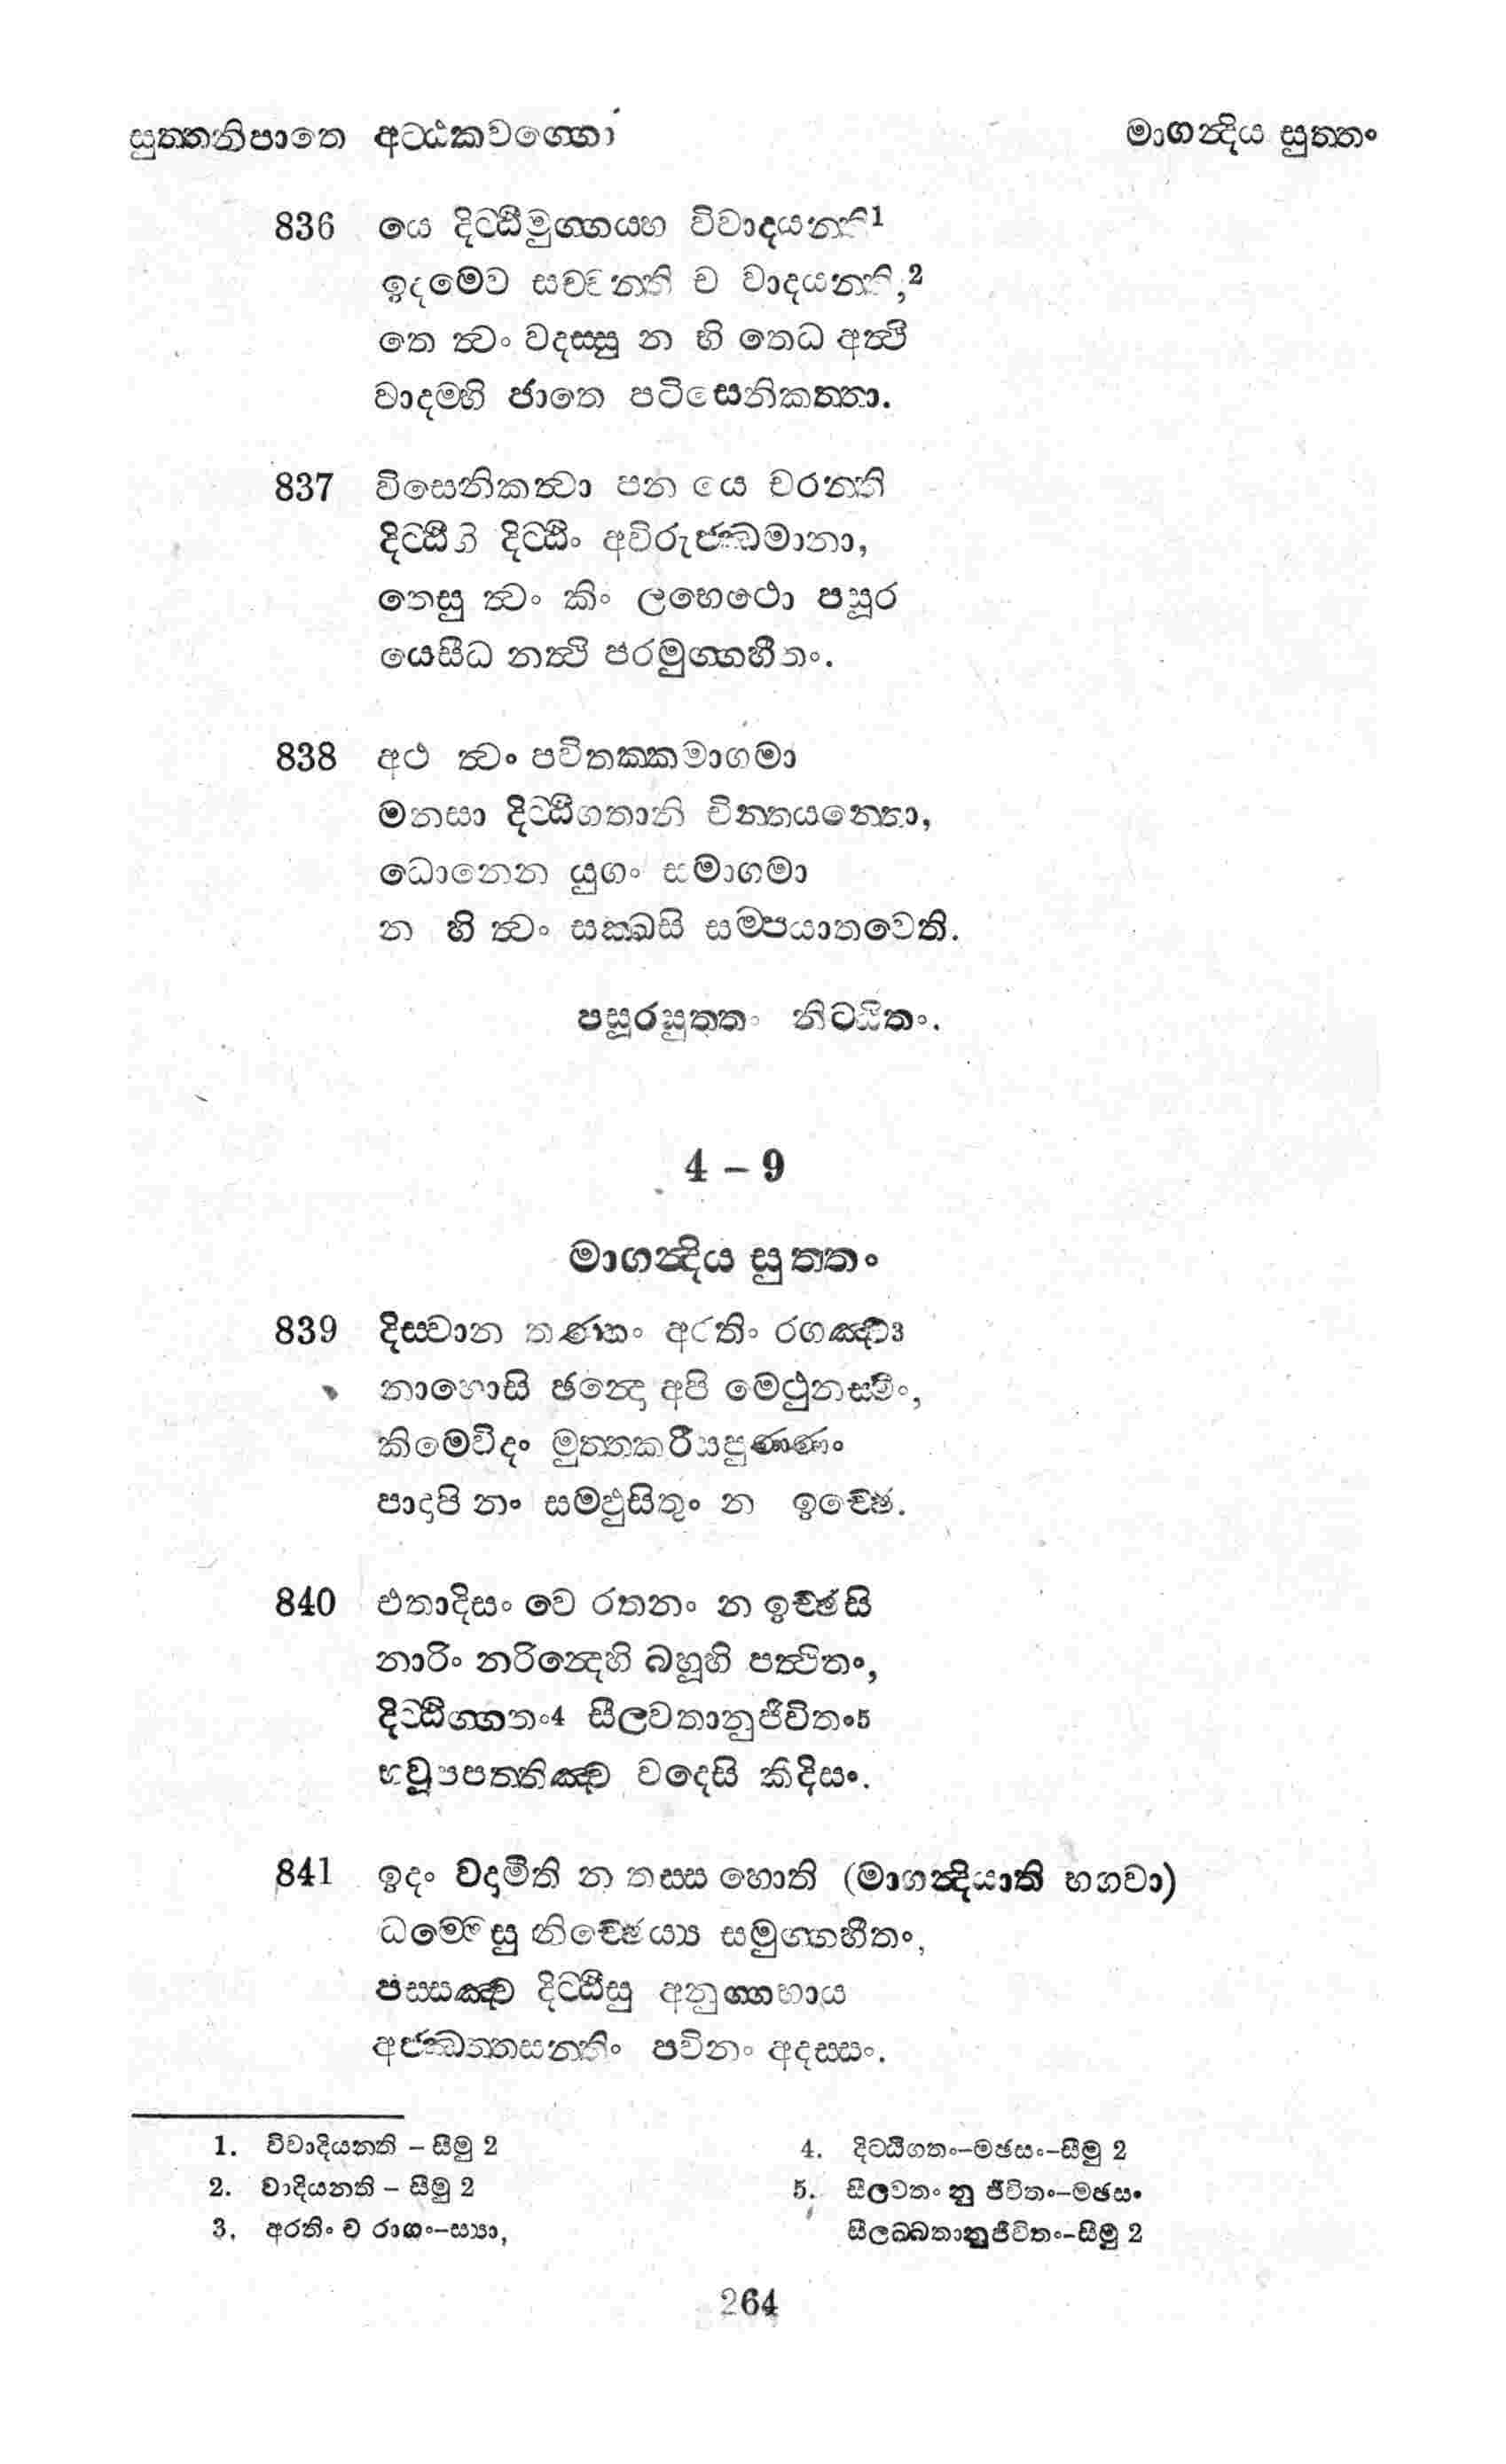 සුත්තනිපාතෙ අට්ඨකවග්ගො මාගන්දිය සුත්තං
836 යෙ දිට්ඨිමුග්ගය්හ විවාදයන්ති1
ඉදමෙව සච්චන්ති ච වාදයන්ති,2
තෙ ත්වං වදස්සු න හි තෙධ අත්ථි
වාදම්හි ජාතෙ පටිසෙනිකත්තා.
837 විසෙනිකත්වා පන යෙ චරන්ති
දිට්ඨීහි දිට්ඨිං අවිරුජ්ඣමානා,
තෙසු ත්වං කිං ලභෙථො පසූර
යෙසීධ නත්ථි පරමුග්ගහීතං.
838 අථ ත්වං පවිතක්කමාගමා
මනසා දිට්ඨිගතානි චින්තයන්තො,
ධොනෙන යුගං සමාගමා
න හි ත්වං සක්ඛසි සම්පයාතවෙති.
පසූරසුත්තං නිට්ඨිතං.
4 – 9
මාගන්දිය සුත්තං
839 දිස්වාන තණ්හං අරතිං රගඤ්ච3
නාහොසි ඡන්දො අපි මෙථුනස්මිං,
කිමෙවිදං මුත්තකරීසපුණ්ණං
පාදාපි නං සම්ඵුසිතුං න ඉච්ඡෙ.
840 එතාදිසං වෙ රතනං න ඉච්ඡසි
නාරිං නරින්දෙහි බහූහි පත්ථිතං,
දිට්ඨිග්ගතං4 සීලවතානුජීවිතං5
භවූපපත්තිඤ්ච වදෙසි කීදිසං.
841 ඉදං වදාමීති න තස්ස හොති (මාගන්දියාති භගවා)
ධම්මෙසු නිච්ඡෙය්‍ය සමුග්ගහීතං,
පස්සඤ්ච දිට්ඨීසු අනුග්ගහාය
අජ්ඣත්තසන්තිං පවිනං අදස්සං.
1. විවාදියන්ති – සීමු 2
2. වාදියන්ති – සීමු 2
3. අරතිං ච රාගං–ස්‍යා,
4. දිට්ඨිගතං–මඡසං–සීමු 2
5. සීලවතං නු ජීවිතං–මඡසං
සීලබ්බතානුජීවිතං–සීමු 2
264